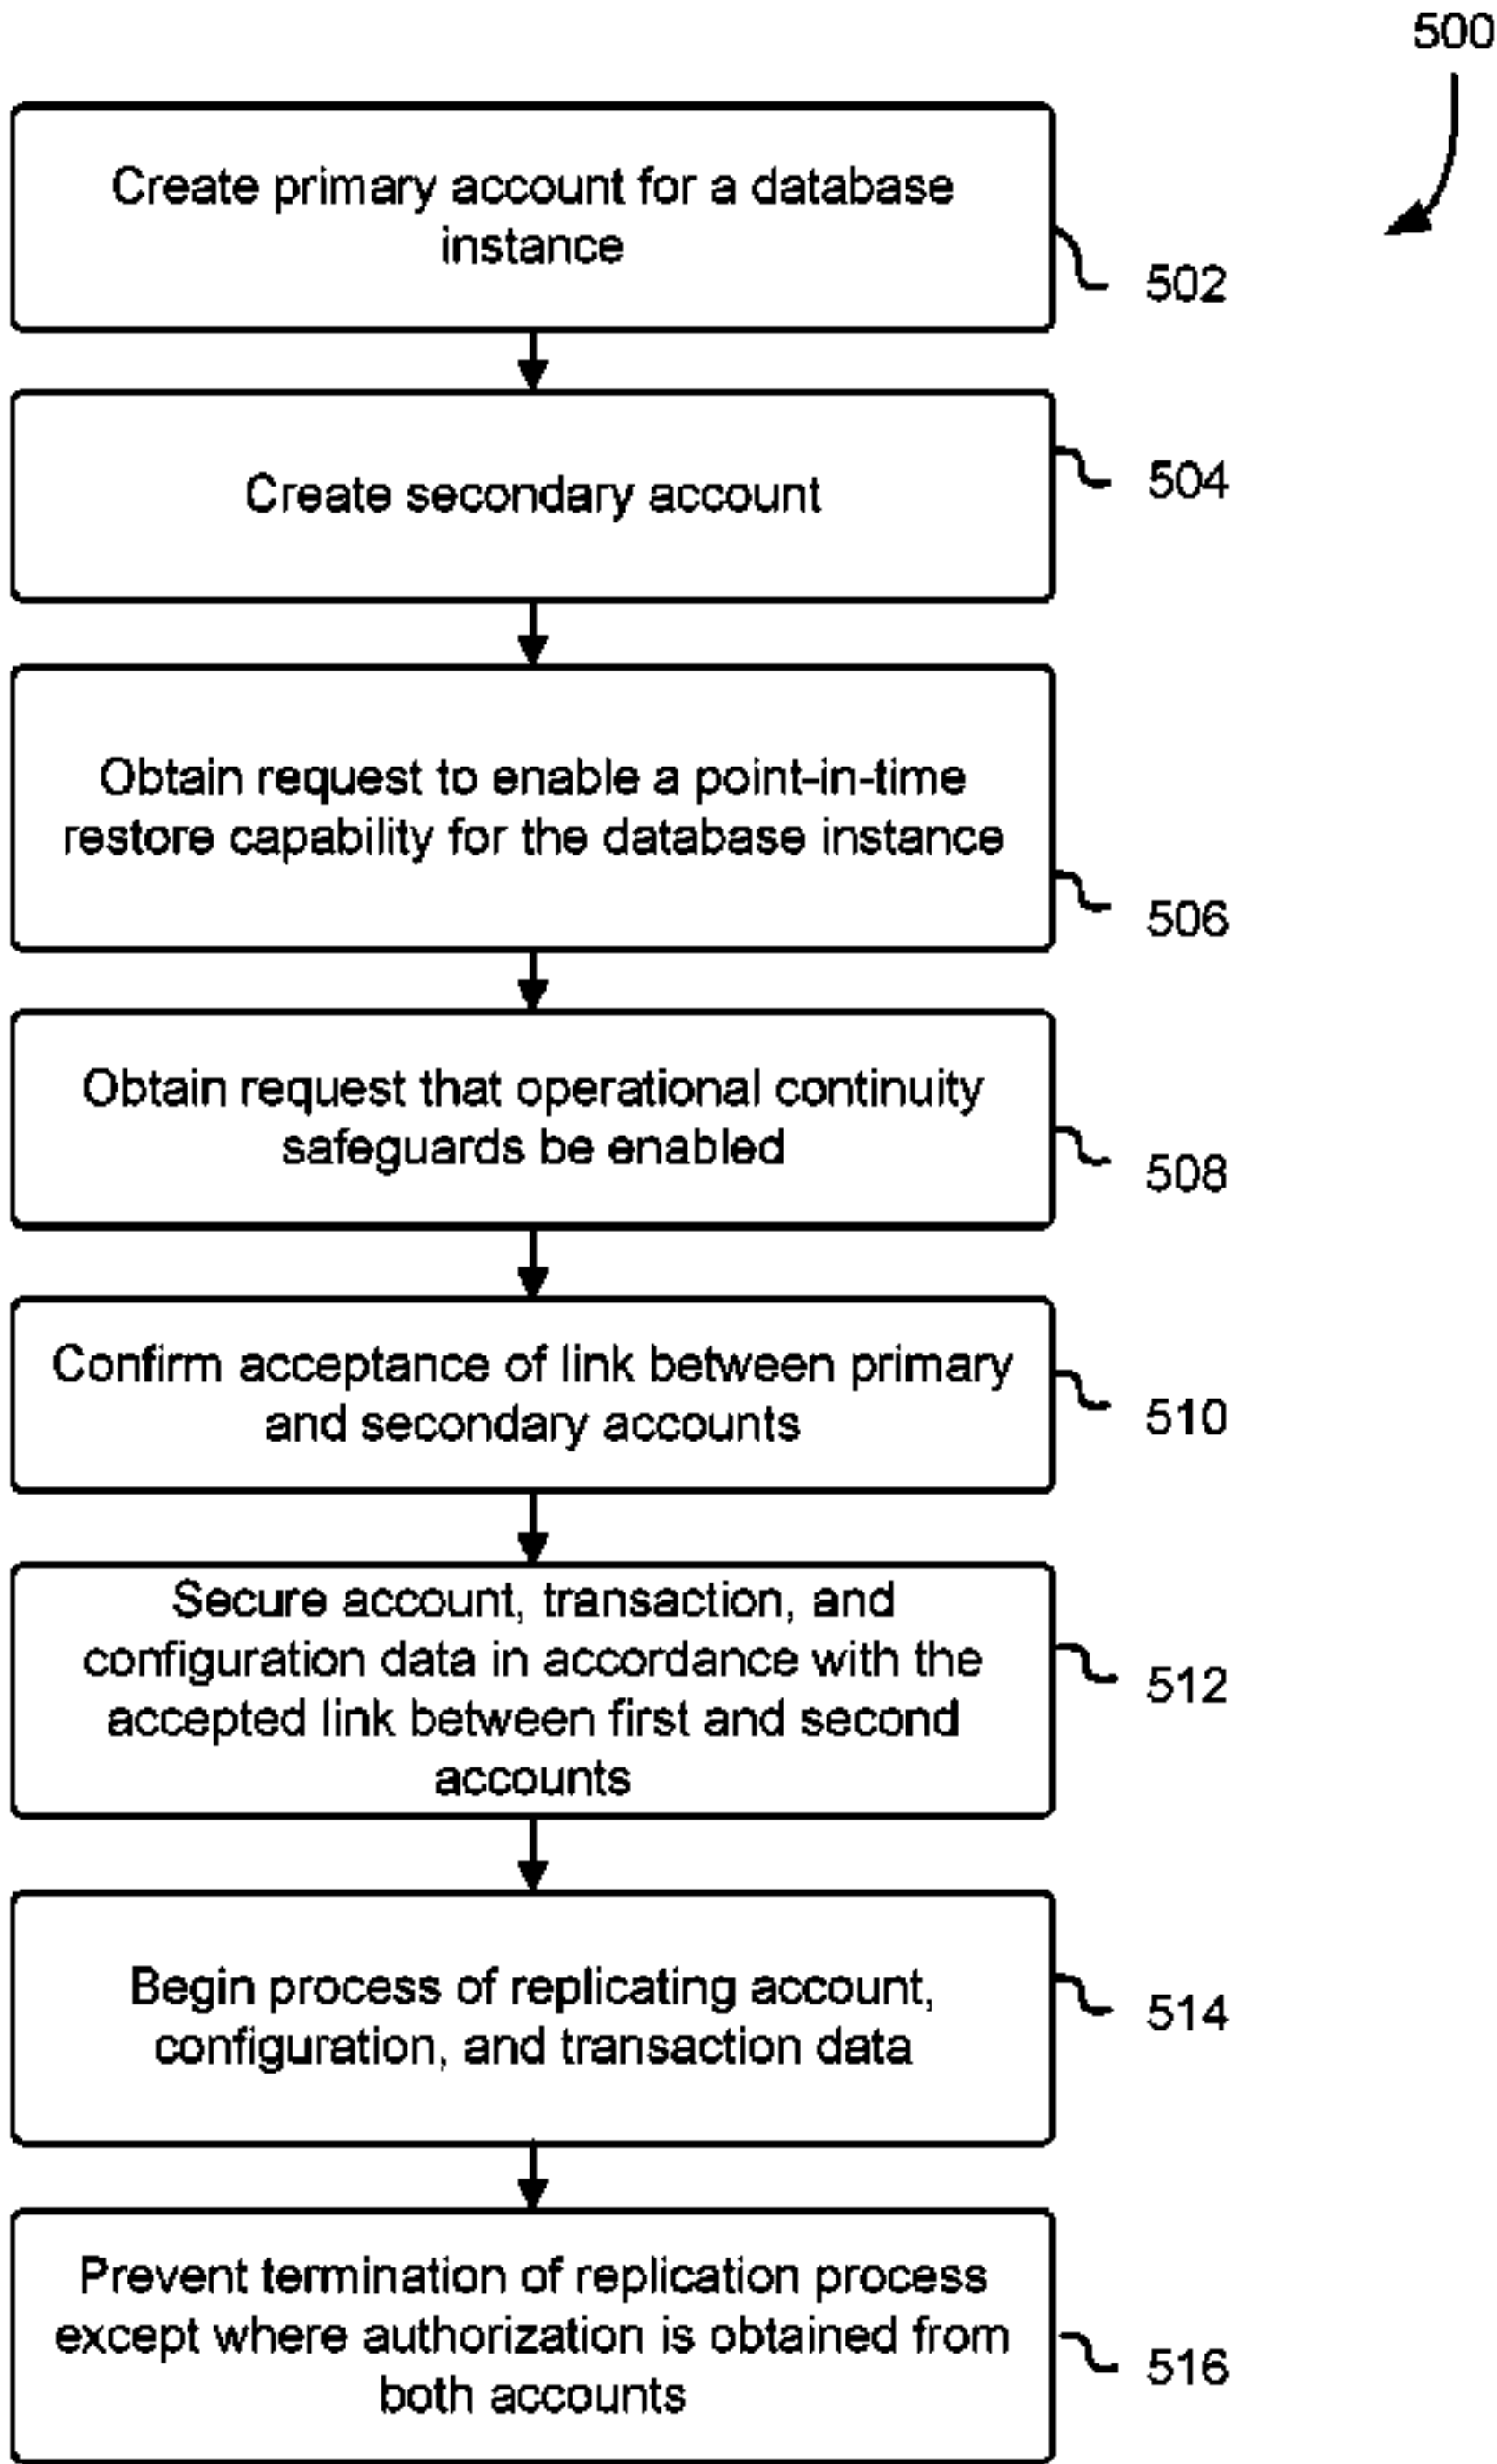 500
Create primary account for a database
instance
502
Create secondary account
504
Obtain request to enable a point-in-time
restore capability for the database instance
506
Obtain request that operational continuity
safeguards be enabled
508
Confirm acceptance of link between primary
and secondary accounts
510
Secure account, transaction, and
configuration data in accordance with the
accepted link between first and second
accounts
512
Begin process of replicating account,
configuration, and transaction data
514
Prevent termination of replication process
except where authorization is obtained from
both accounts
516